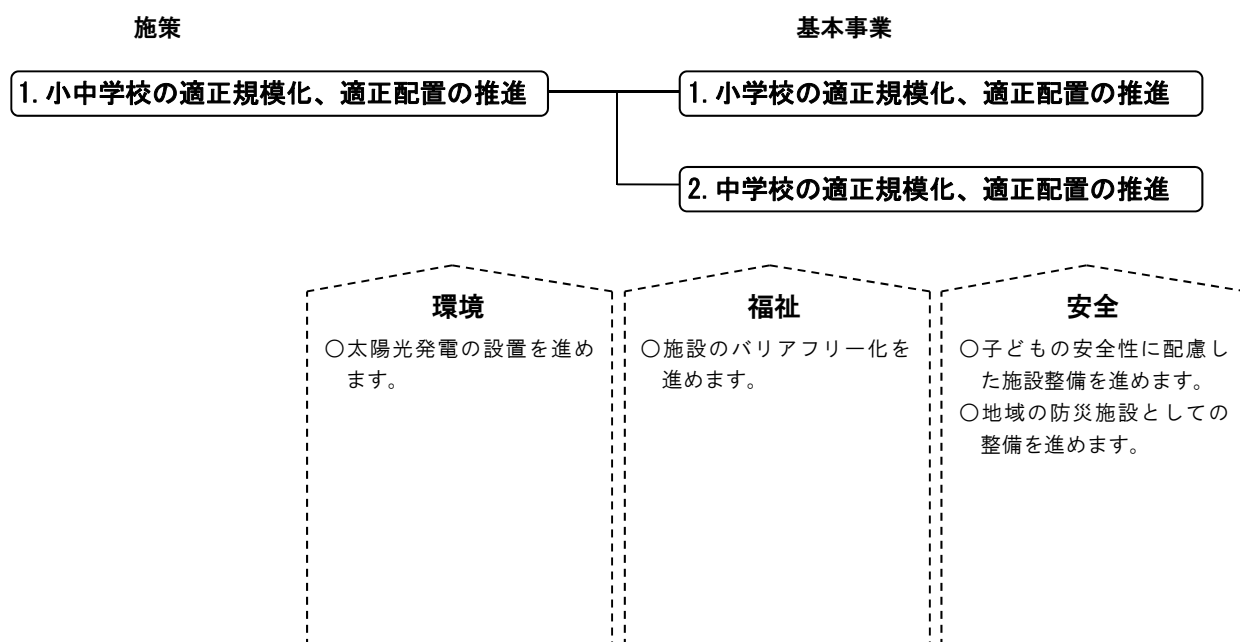 施策
基本事業
1. 小中学校の適正規模化、適正配置の推進
1. 小学校の適正規模化、適正配置の推進
2. 中学校の適正規模化、適正配置の推進
環境
○太陽光発電の設置を進め
ます。
福祉
○施設のバリアフリー化を
進めます。
安全
○子どもの安全性に配慮し
た施設整備を進めます。
○地域の防災施設としての
整備を進めます。